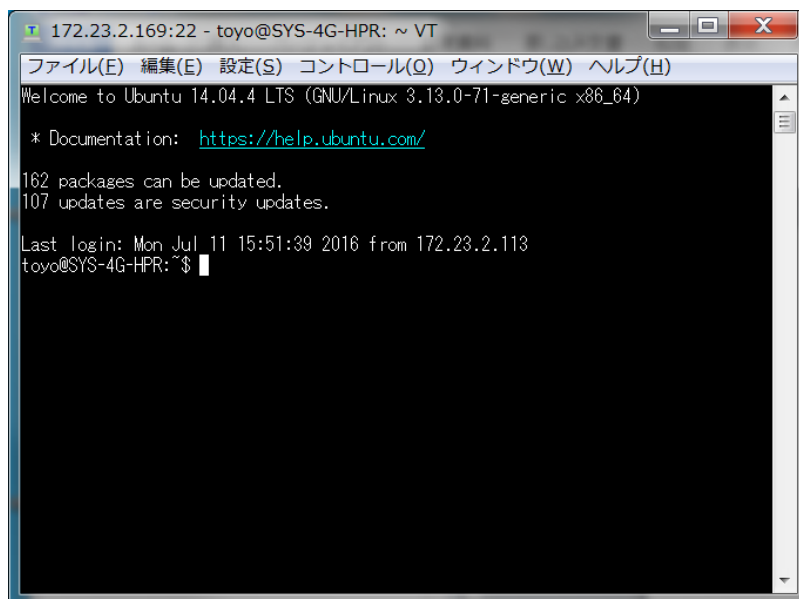 172.23.2.169:22 - toyo@SYS-4G-HPR: ~ VT
ファイル(F) 編集(E) 設定(S) コントロール(O) ウィンドウ(W) ヘルプ(H)
Welcome to Ubuntu 14.04.4 LTS (GNU/Linux 3.13.0-71-generic x86_64)
* Documentation: https://help.ubuntu.com/
162 packages can be updated.
107 updates are security updates.
Last login: Mon Jul 11 15:51:39 2016 from 172.23.2.113
toyo@SYS-4G-HPR:~$